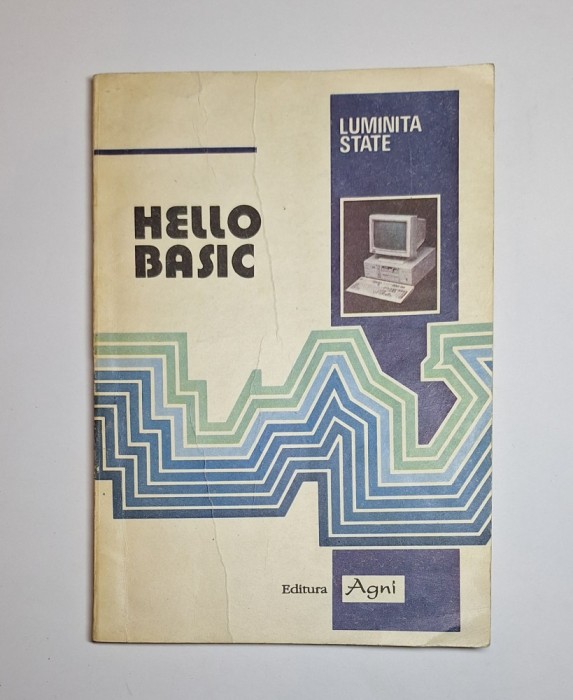 LUMINITA
STATE
HELLO
BASIC
Editura Agni